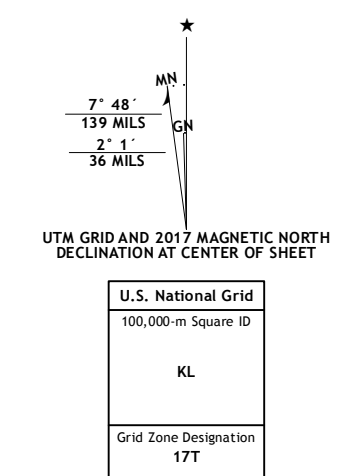 ★
MN
7° 48´
139 MILS
GN
2° 1´
36 MILS
UTM GRID AND 2017 MAGNETIC NORTH
DECLINATION AT CENTER OF SHEET
U.S. National Grid
100,000-m Square ID
KL
Grid Zone Designation
17T